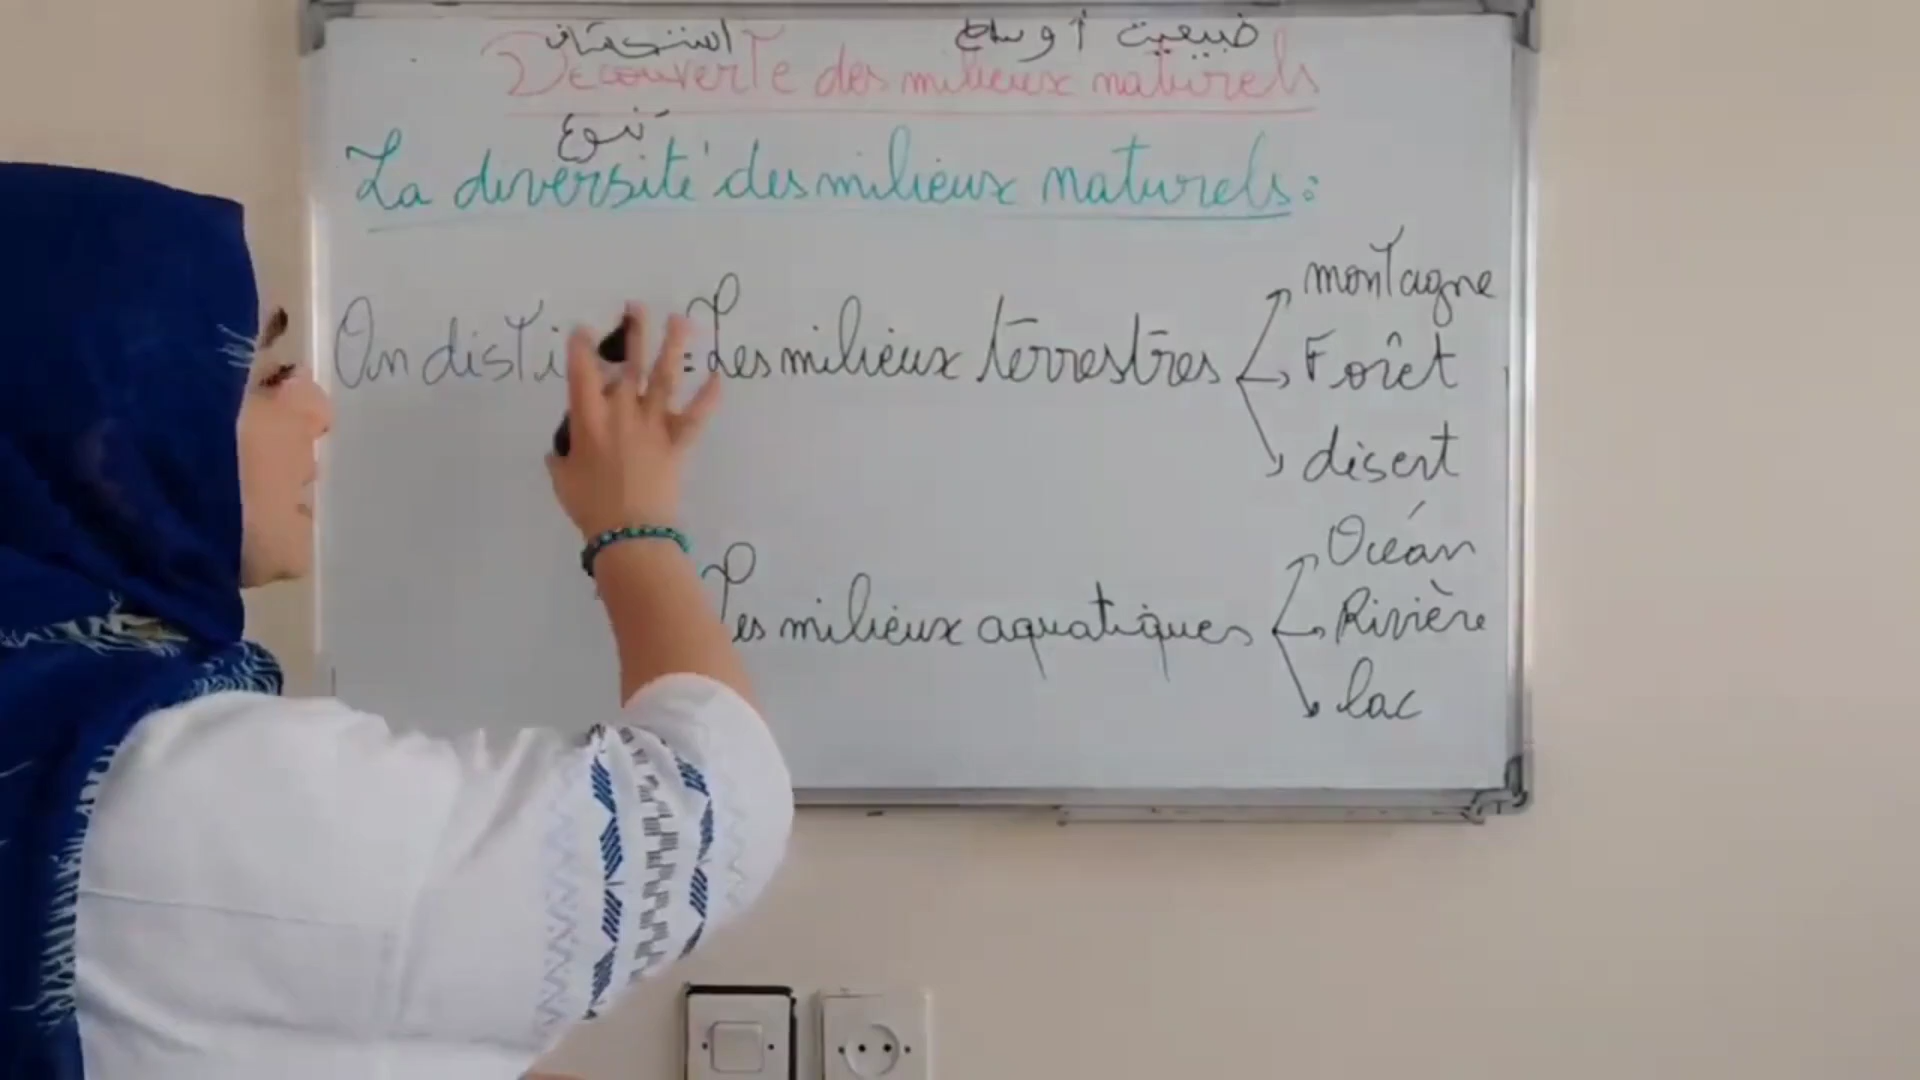 استكشاف أوساط طبيعية
Découverte des milieux naturels
تنوع
La diversité des milieux naturels :
On disti : Les milieux terrestres
montagne
Forêt
désert
Les milieux aquatiques
Océan
Rivière
lac